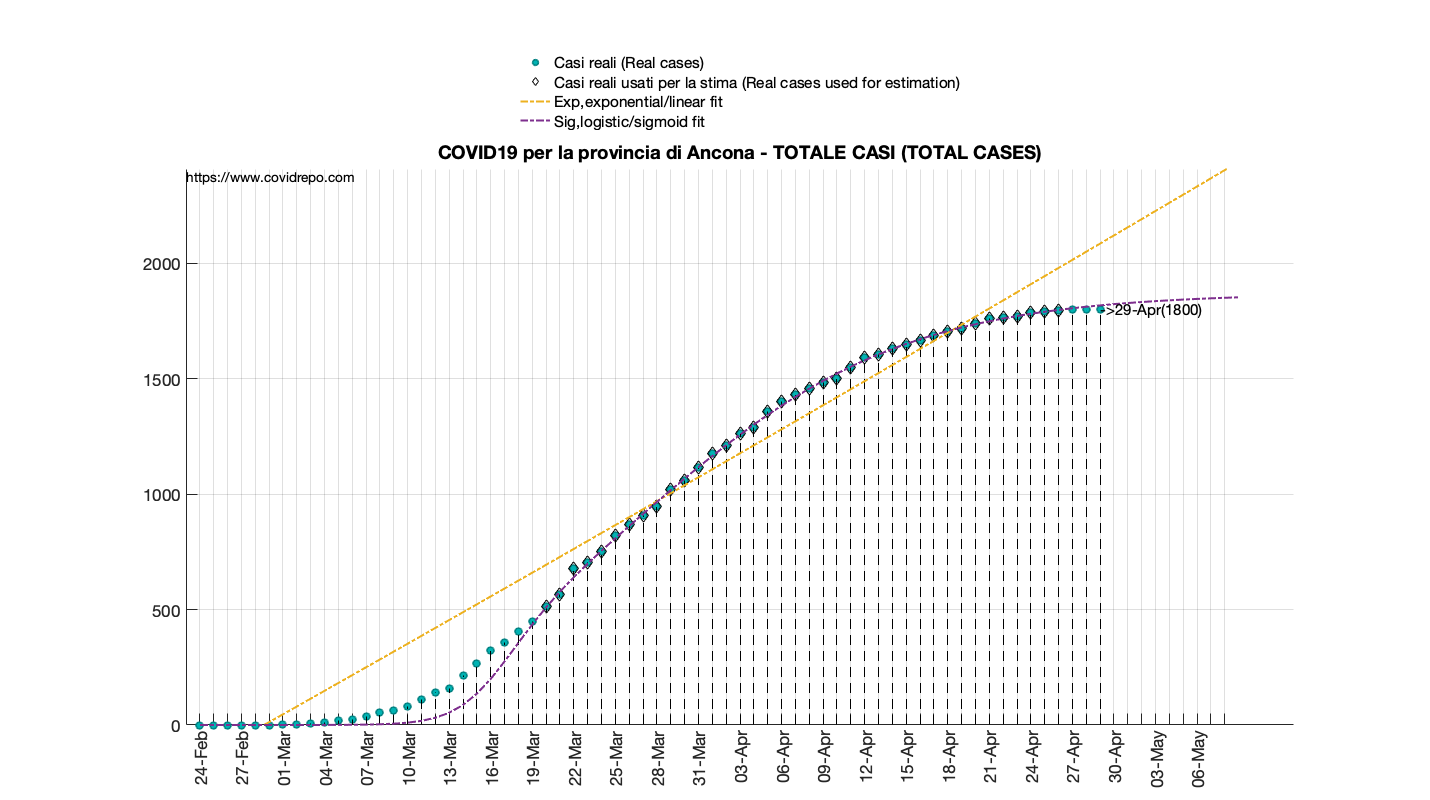 Casi reali (Real cases)
Casi reali usati per la stima (Real cases used for estimation)
Exp,exponential/linear fit
Sig,logistic/sigmoid fit
COVID19 per la provincia di Ancona - TOTALE CASI (TOTAL CASES)
https://www.covidrepo.com
2000
1500
1000
500
0
->29-Apr(1800)
24-Feb
27-Feb
01-Mar
04-Mar
07-Mar
10-Mar
13-Mar
16-Mar
19-Mar
22-Mar
25-Mar
28-Mar
31-Mar
03-Apr
06-Apr
09-Apr
12-Apr
15-Apr
18-Apr
21-Apr
24-Apr
27-Apr
30-Apr
03-May
06-May